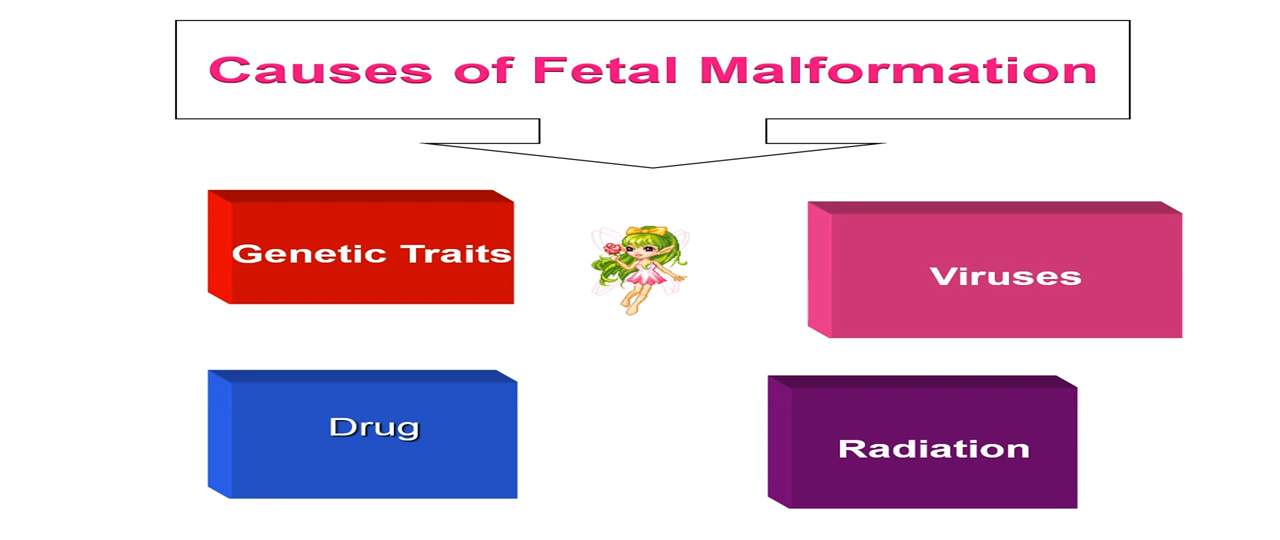 Causes of Fetal Malformation
Genetic Traits
Viruses
Drug
Radiation